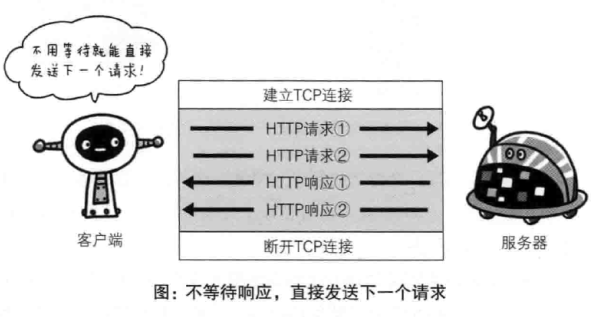 不用等待就能直接
发送下一个请求!
建立TCP连接
HTTP请求①
HTTP请求②
HTTP响应①
HTTP响应②
断开TCP连接
客户端
服务器
图：不等待响应，直接发送下一个请求